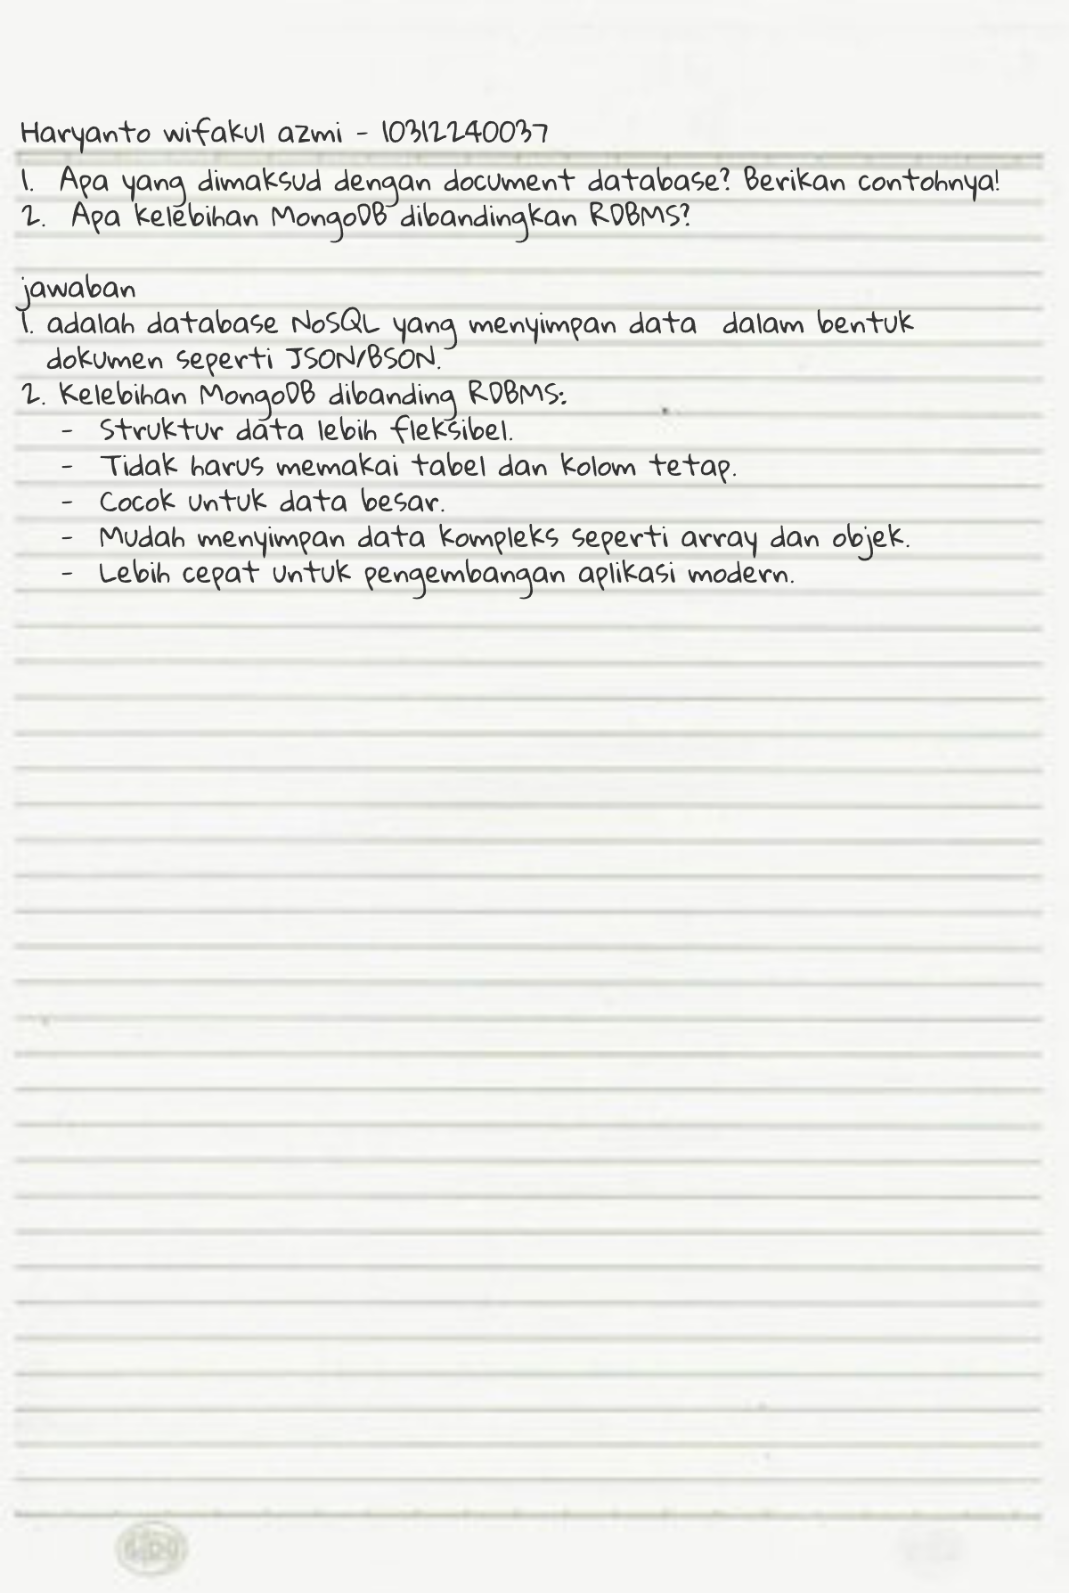 Haryanto wifakul azmi - 10312240037
1. Apa yang dimaksud dengan document database? Berikan contohnya!
2. Apa kelebihan MongoDB dibandingkan RDBMS?
jawaban
1. adalah database NoSQL yang menyimpan data dalam bentuk
dokumen seperti JSON/BSON.
2. Kelebihan MongoDB dibanding RDBMS:
- Struktur data lebih fleksibel.
- Tidak harus memakai tabel dan kolom tetap.
- Cocok untuk data besar.
- Mudah menyimpan data kompleks seperti array dan objek.
- Lebih cepat untuk pengembangan aplikasi modern.